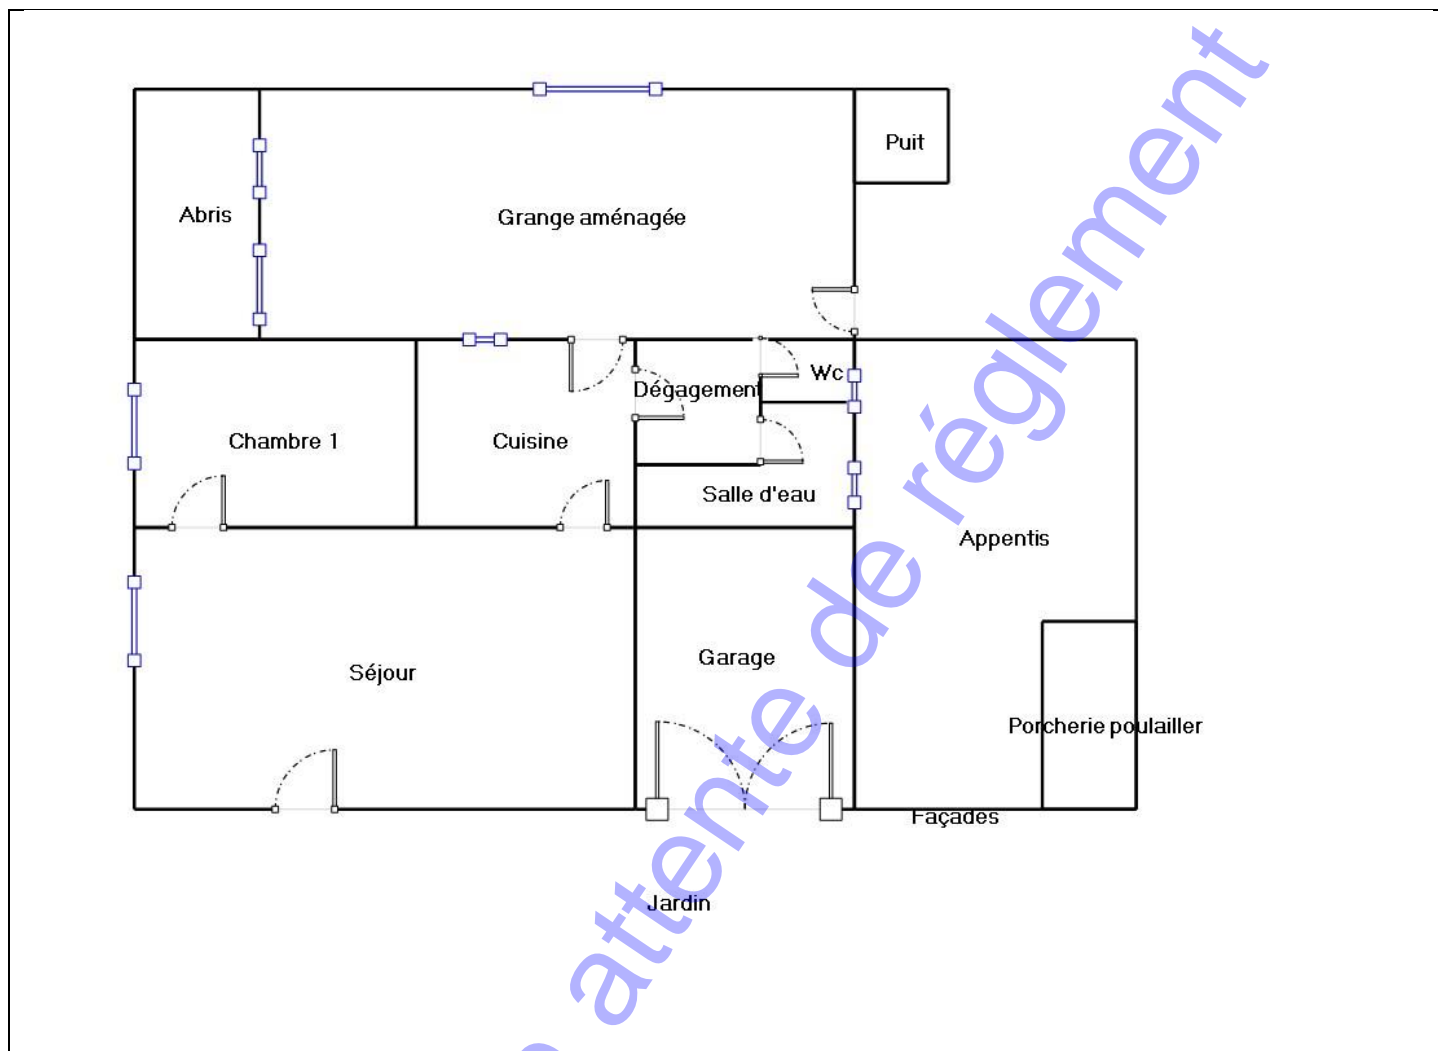 Puit
Abris
Grange aménagée
Wc
Dégagement
Chambre 1
Cuisine
Salle d'eau
Appentis
Garage
Séjour
Porcherie poulailler
Façades
Jardin
attente de réglement